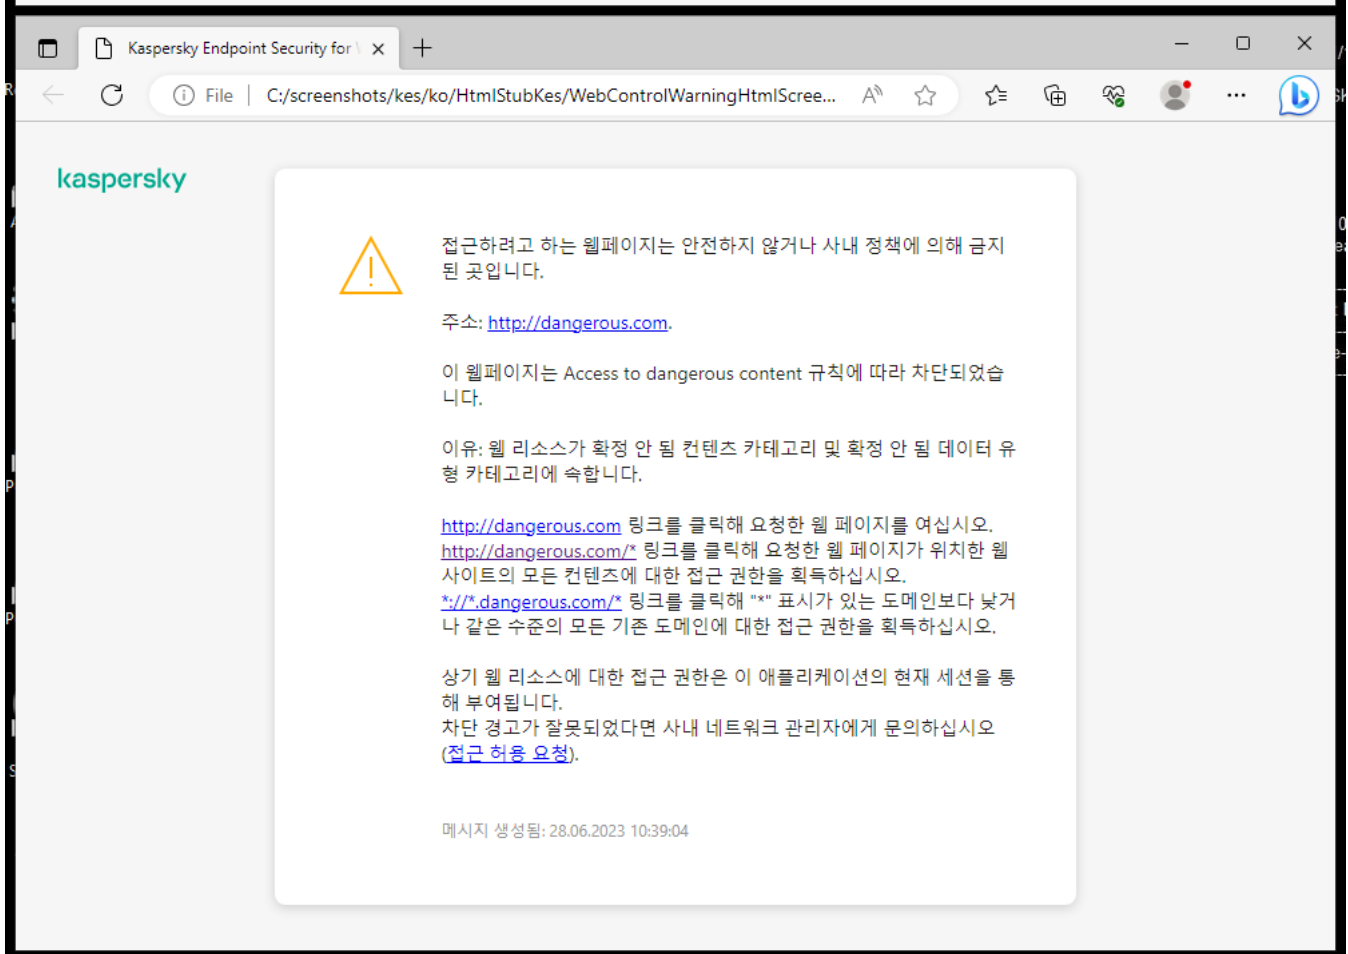 Kaspersky Endpoint Security for
File
C:/screenshots/kes/ko/HtmlStubKes/WebControlWarningHtmlScree...
kaspersky
접근하려고 하는 웹페이지는 안전하지 않거나 사내 정책에 의해 금지
된 곳입니다.
주소: http://dangerous.com.
이 웹페이지는 Access to dangerous content 규칙에 따라 차단되었습
니다.
이유: 웹 리소스가 확정 안 됨 컨텐츠 카테고리 및 확정 안 됨 데이터 유
형 카테고리에 속합니다.
http://dangerous.com 링크를 클릭해 요청한 웹 페이지를 여십시오.
http://dangerous.com/* 링크를 클릭해 요청한 웹 페이지가 위치한 웹
사이트의 모든 컨텐츠에 대한 접근 권한을 획득하십시오.
*://*.dangerous.com/* 링크를 클릭해 "*" 표시가 있는 도메인보다 낮거
나 같은 수준의 모든 기존 도메인에 대한 접근 권한을 획득하십시오.
상기 웹 리소스에 대한 접근 권한은 이 애플리케이션의 현재 세션을 통
해 부여됩니다.
차단 경고가 잘못되었다면 사내 네트워크 관리자에게 문의하십시오
(접근 허용 요청).
메시지 생성됨: 28.06.2023 10:39:04